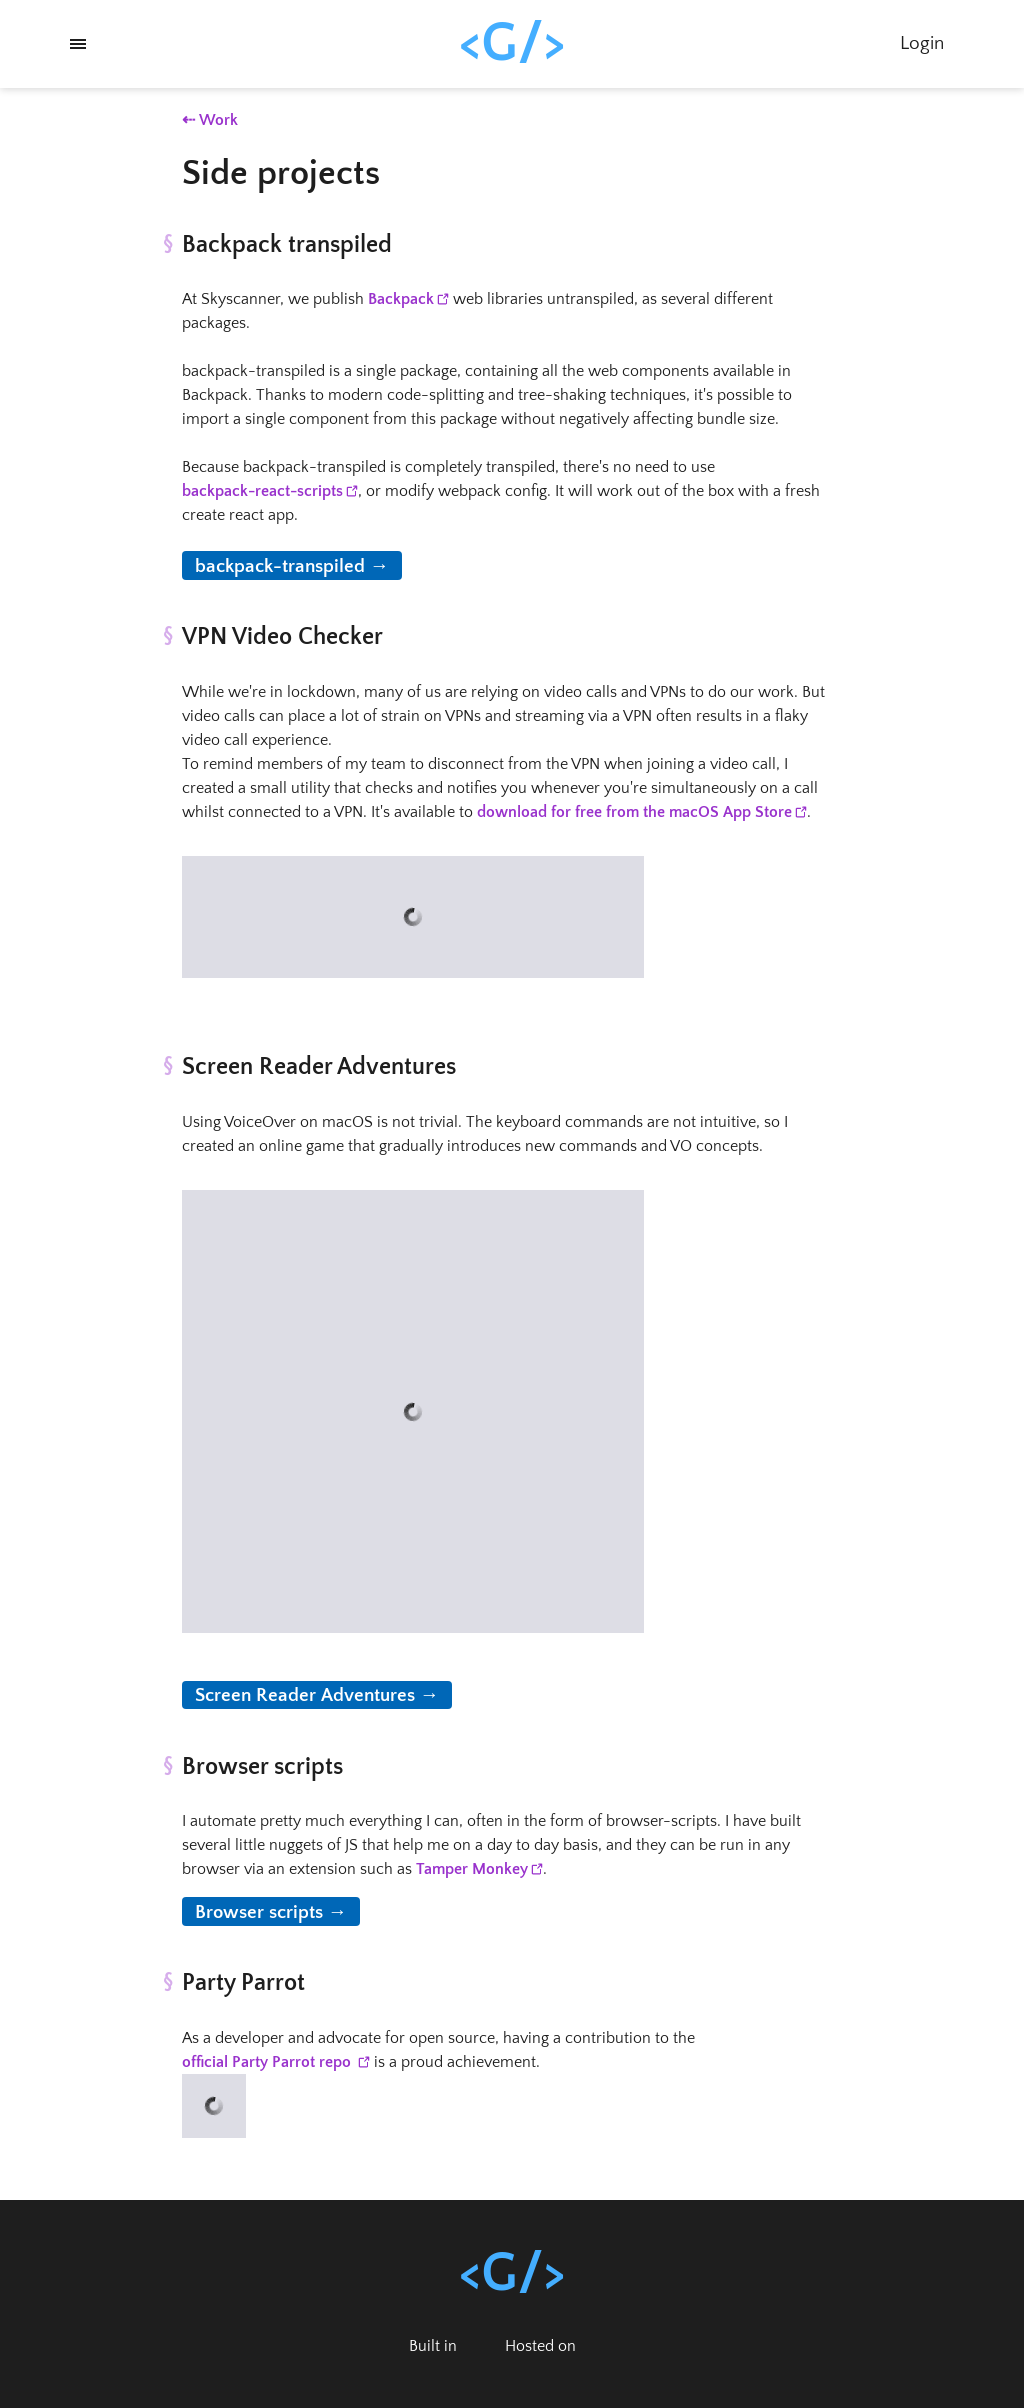 <G/>
Login
⇠ Work
Side projects
§ Backpack transpiled
At Skyscanner, we publish Backpack web libraries untranspiled, as several different
packages.
backpack-transpiled is a single package, containing all the web components available in
Backpack. Thanks to modern code-splitting and tree-shaking techniques, it's possible to
import a single component from this package without negatively affecting bundle size.
Because backpack-transpiled is completely transpiled, there's no need to use
backpack-react-scripts, or modify webpack config. It will work out of the box with a fresh
create react app.
backpack-transpiled →
§ VPN Video Checker
While we're in lockdown, many of us are relying on video calls and VPNs to do our work. But
video calls can place a lot of strain on VPNs and streaming via a VPN often results in a flaky
video call experience.
To remind members of my team to disconnect from the VPN when joining a video call, I
created a small utility that checks and notifies you whenever you're simultaneously on a call
whilst connected to a VPN. It's available to download for free from the macOS App Store.
§ Screen Reader Adventures
Using VoiceOver on macOS is not trivial. The keyboard commands are not intuitive, so I
created an online game that gradually introduces new commands and VO concepts.
Screen Reader Adventures →
§ Browser scripts
I automate pretty much everything I can, often in the form of browser-scripts. I have built
several little nuggets of JS that help me on a day to day basis, and they can be run in any
browser via an extension such as Tamper Monkey.
Browser scripts →
§ Party Parrot
As a developer and advocate for open source, having a contribution to the
official Party Parrot repo is a proud achievement.
<G/>
Built in Hosted on